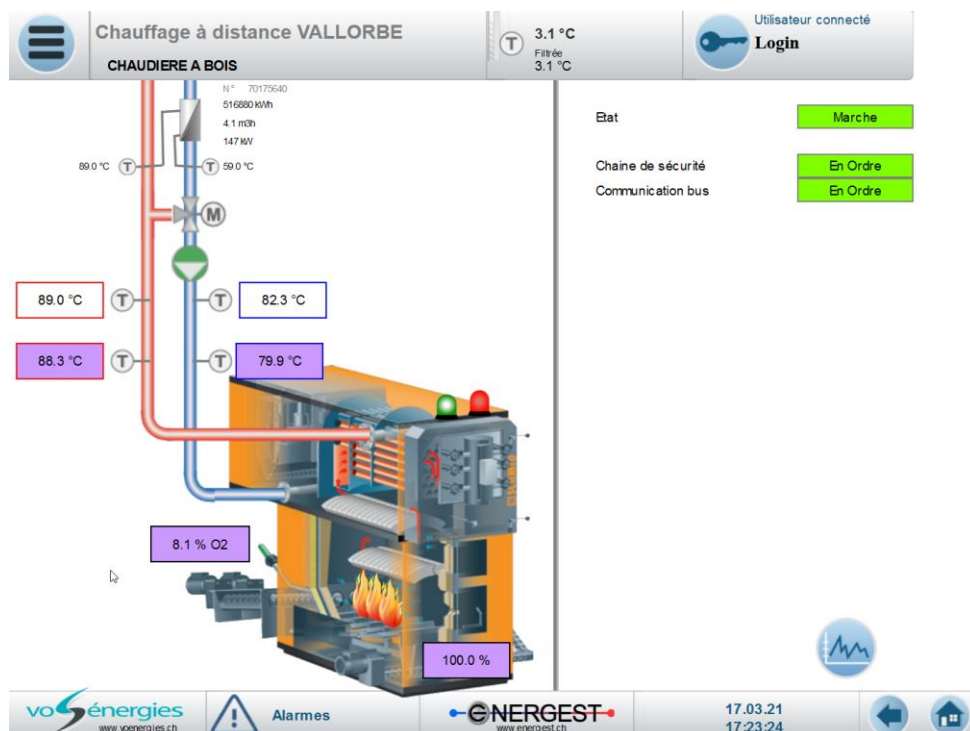 Chauffage à distance VALLORBE
CHAUDIERE A BOIS
T
3.1 °C
Filtrée
3.1 °C
Utilisateur connecté
Login
N° 70175640
516880 kWh
4.1 m3h
147 kW
89.0 °C T T 59.0 °C
M
89.0 °C T T 82.3 °C
88.3 °C T T 79.9 °C
8.1 % O2
100.0 %
Etat Marche
Chaine de sécurité En Ordre
Communication bus En Ordre
vo énergies
www.voenergies.ch
Alarmes
ENERGEST
www.energest.ch
17.03.21
17:23:24